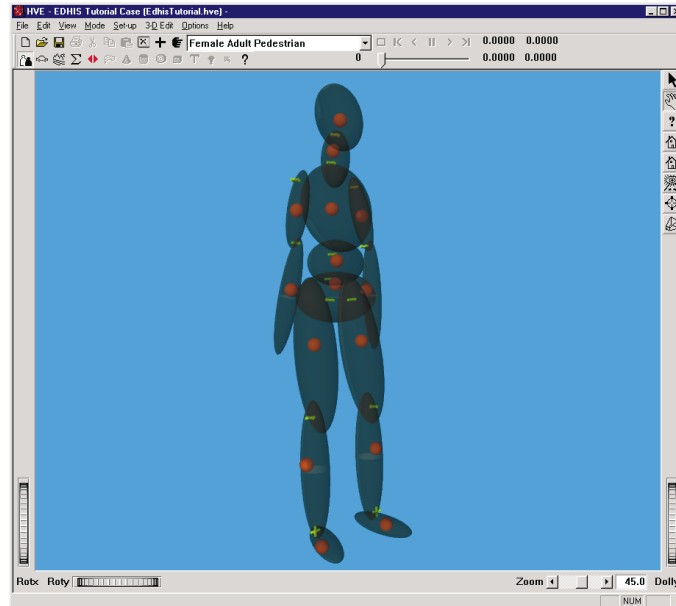 HVE - EDHIS Tutorial Case (EdhisTutorial.hve) -
File Edit View Mode Set-up 3-D Edit Options Help
Female Adult Pedestrian 0.0000 0.0000
? 0 0.0000 0.0000
?
Rotx Roty Zoom 45.0 Dolly
NUM